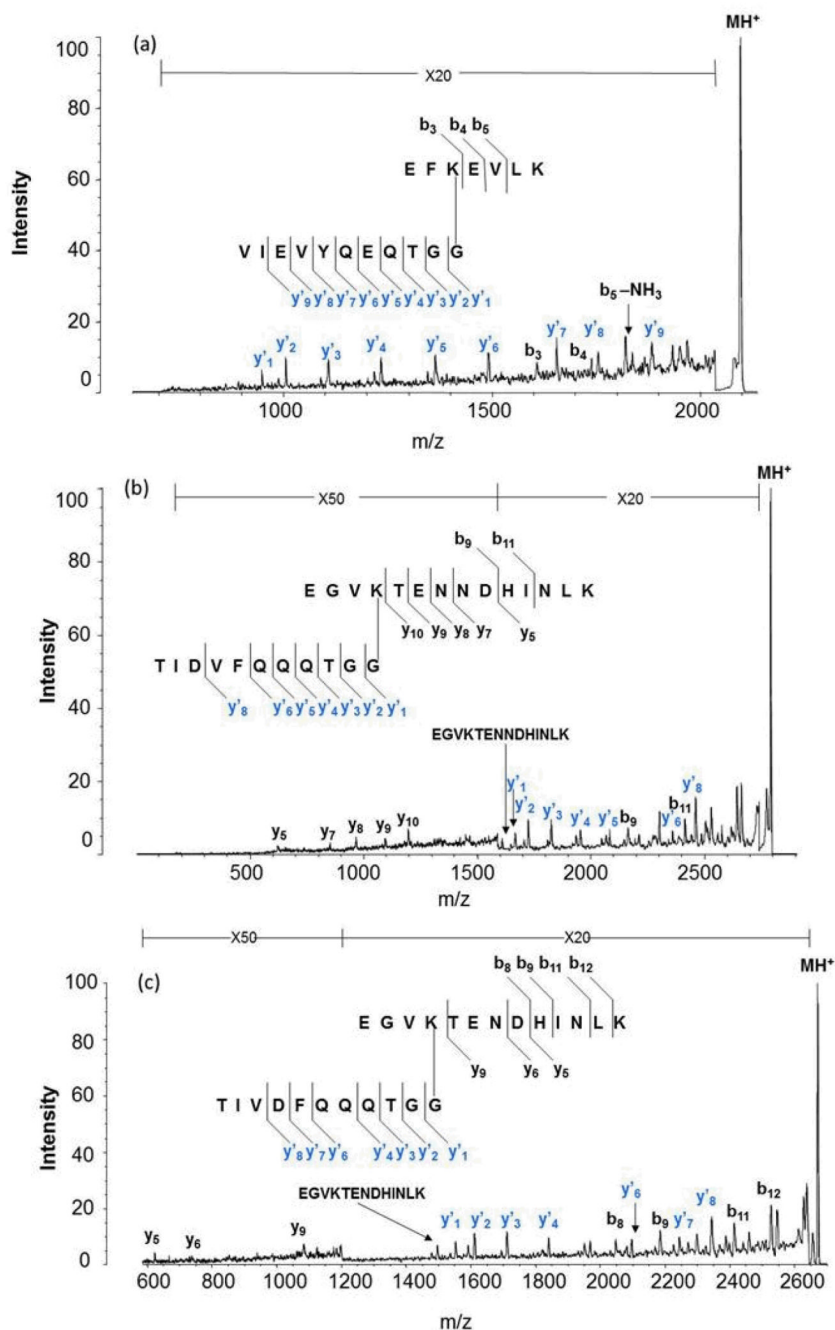 (a)
MH⁺
X20
b₃ b₄ b₅
E F K E V L K
V I E V Y Q E Q T G G
y'₉ y'₈ y'₇ y'₆ y'₅ y'₄ y'₃ y'₂ y'₁
b₅–NH₃
y'₁ y'₂ y'₃ y'₄ y'₅ y'₆ b₃ y'₇ b₄ y'₈ y'₉
100
80
60
40
20
0
Intensity
1000 1500 2000
m/z
(b)
MH⁺
X50 X20
b₉ b₁₁
E G V K T E N N D H I N L K
y₁₀ y₉ y₈ y₇ y₅
T I D V F Q Q Q T G G
y'₈ y'₆ y'₅ y'₄ y'₃ y'₂ y'₁
EGVKTENNDHINLK
y₅ y₇ y₈ y₉ y₁₀ y'₁ y'₂ y'₃ y'₄ y'₅ b₉ y'₆ b₁₁ y'₈
100
80
60
40
20
0
Intensity
500 1000 1500 2000 2500
m/z
X50 X20
(c)
MH⁺
b₈ b₉ b₁₁ b₁₂
E G V K T E N D H I N L K
y₉ y₆ y₅
T I V D F Q Q Q T G G
y'₈ y'₇ y'₆ y'₄ y'₃ y'₂ y'₁
EGVKTENDHINLK
y₅ y₆ y₉ y'₁ y'₂ y'₃ y'₄ b₈ y'₆ b₉ y'₇ y'₈ b₁₁ b₁₂
100
80
60
40
20
0
Intensity
600 800 1000 1200 1400 1600 1800 2000 2200 2400 2600
m/z